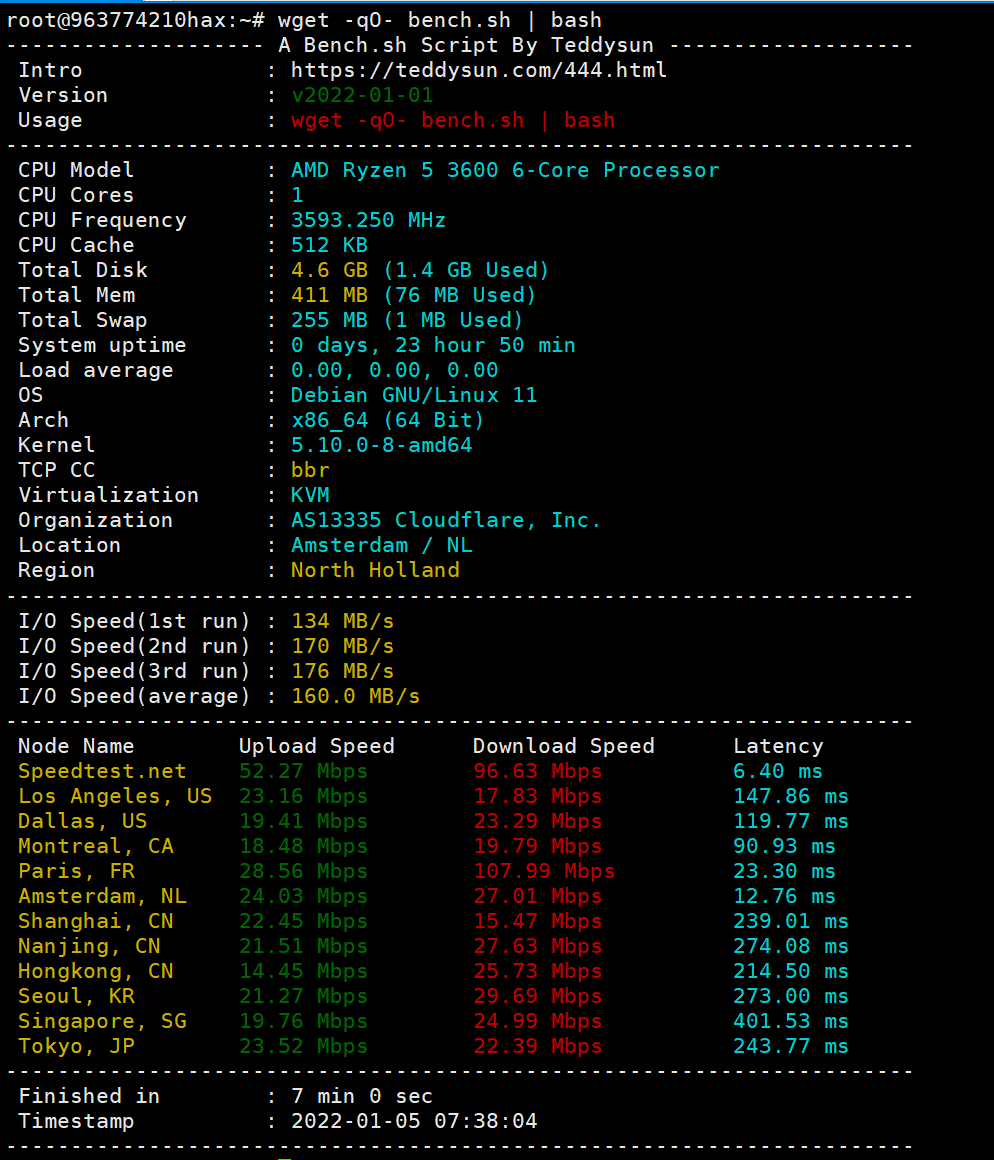 root@963774210hax:~# wget -qO- bench.sh | bash
-------------------- A Bench.sh Script By Teddysun -------------------
 Intro              : https://teddysun.com/444.html
 Version            : v2022-01-01
 Usage              : wget -qO- bench.sh | bash
----------------------------------------------------------------------
 CPU Model          : AMD Ryzen 5 3600 6-Core Processor
 CPU Cores          : 1
 CPU Frequency      : 3593.250 MHz
 CPU Cache          : 512 KB
 Total Disk         : 4.6 GB (1.4 GB Used)
 Total Mem          : 411 MB (76 MB Used)
 Total Swap         : 255 MB (1 MB Used)
 System uptime      : 0 days, 23 hour 50 min
 Load average       : 0.00, 0.00, 0.00
 OS                 : Debian GNU/Linux 11
 Arch               : x86_64 (64 Bit)
 Kernel             : 5.10.0-8-amd64
 TCP CC             : bbr
 Virtualization     : KVM
 Organization       : AS13335 Cloudflare, Inc.
 Location           : Amsterdam / NL
 Region             : North Holland
----------------------------------------------------------------------
 I/O Speed(1st run) : 134 MB/s
 I/O Speed(2nd run) : 170 MB/s
 I/O Speed(3rd run) : 176 MB/s
 I/O Speed(average) : 160.0 MB/s
----------------------------------------------------------------------
 Node Name        Upload Speed      Download Speed      Latency
 Speedtest.net    52.27 Mbps        96.63 Mbps          6.40 ms
 Los Angeles, US  23.16 Mbps        17.83 Mbps          147.86 ms
 Dallas, US       19.41 Mbps        23.29 Mbps          119.77 ms
 Montreal, CA     18.48 Mbps        19.79 Mbps          90.93 ms
 Paris, FR        28.56 Mbps        107.99 Mbps         23.30 ms
 Amsterdam, NL    24.03 Mbps        27.01 Mbps          12.76 ms
 Shanghai, CN     22.45 Mbps        15.47 Mbps          239.01 ms
 Nanjing, CN      21.51 Mbps        27.63 Mbps          274.08 ms
 Hongkong, CN     14.45 Mbps        25.73 Mbps          214.50 ms
 Seoul, KR        21.27 Mbps        29.69 Mbps          273.00 ms
 Singapore, SG    19.76 Mbps        24.99 Mbps          401.53 ms
 Tokyo, JP        23.52 Mbps        22.39 Mbps          243.77 ms
----------------------------------------------------------------------
 Finished in        : 7 min 0 sec
 Timestamp          : 2022-01-05 07:38:04
----------------------------------------------------------------------